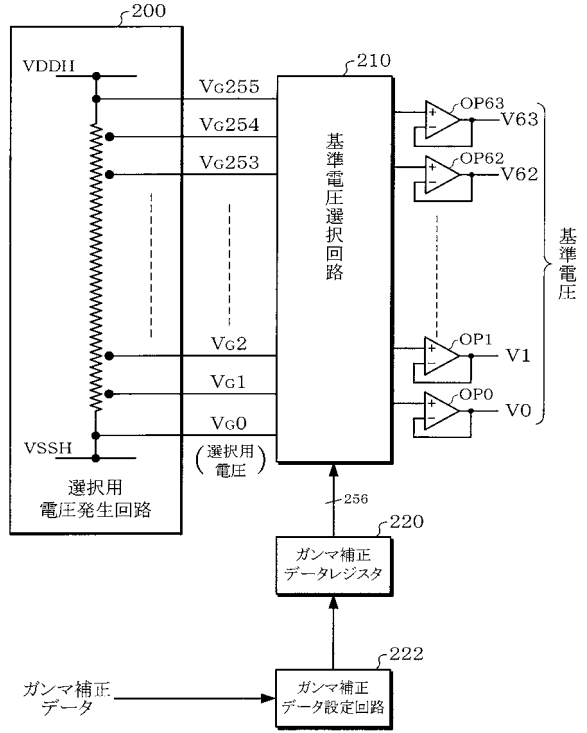 200
VDDH
VG255
VG254
VG253
VG2
VG1
VG0
(選択用
電圧)
VSSH
選択用
電圧発生回路
210
基準電圧選択回路
OP63
V63
OP62
V62
OP1
V1
OP0
V0
+
−
+
−
+
−
+
−
基準電圧
256
220
ガンマ補正
データレジスタ
222
ガンマ補正
データ設定回路
ガンマ補正
データ